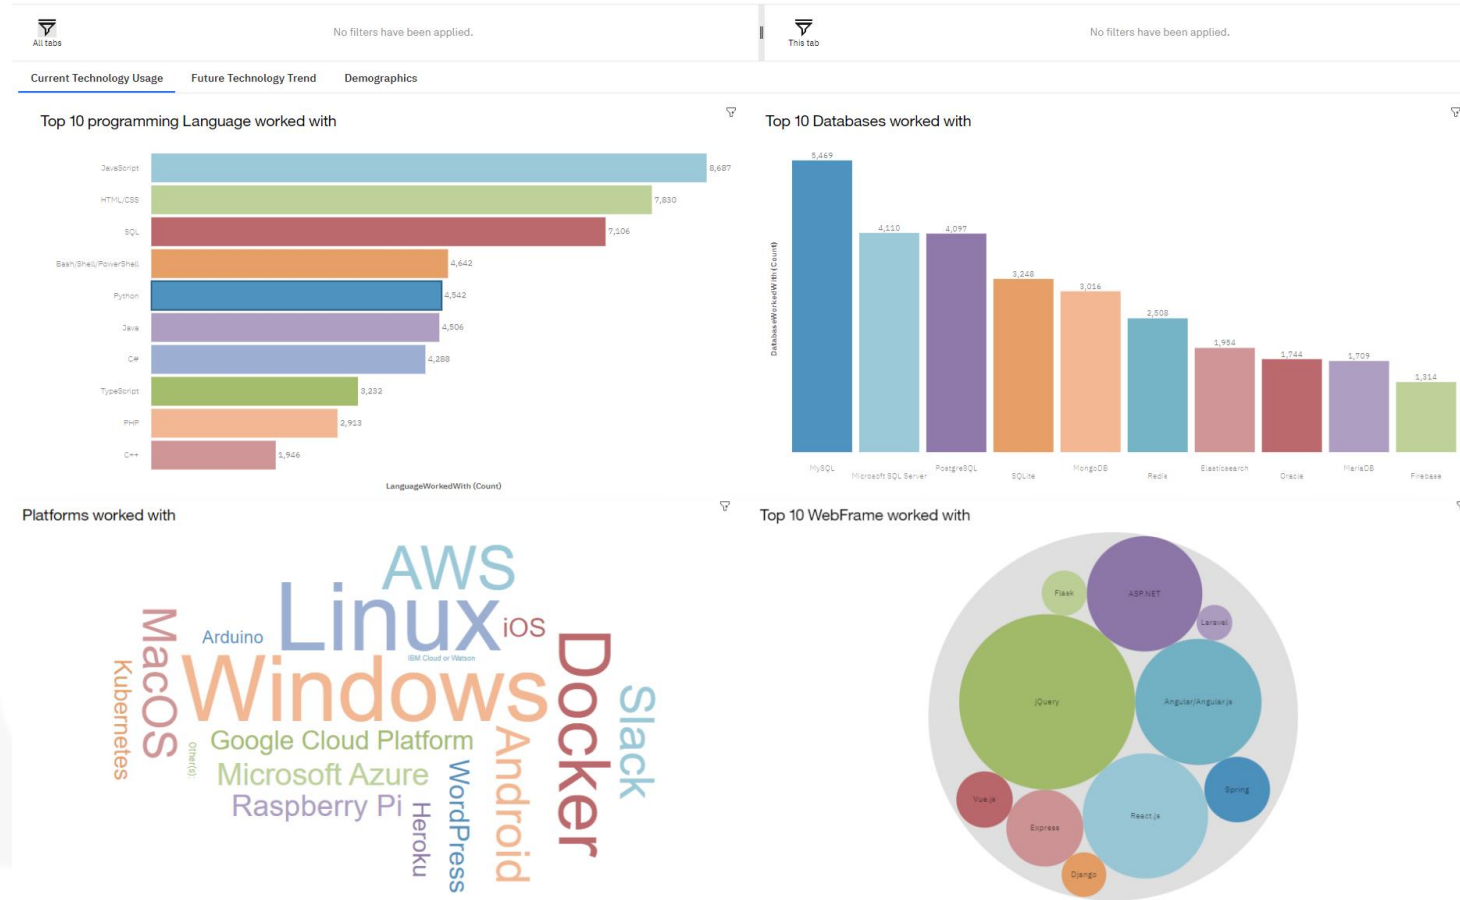 No filters have been applied.
All tabs
No filters have been applied.
This tab
Current Technology Usage Future Technology Trend Demographics
Top 10 programming Language worked with
JavaScript 8,687
HTML/CSS 7,830
SQL 7,106
Bash/Shell/PowerShell 4,642
Python 4,542
Java 4,506
C# 4,288
TypeScript 3,232
PHP 2,913
C++ 1,946
LanguageWorkedWith (Count)
Top 10 Databases worked with
DatabaseWorkedWith (Count)
5,469
4,110
4,097
3,248
3,016
2,508
1,954
1,744
1,709
1,314
MySQL
Microsoft SQL Server
PostgreSQL
SQLite
MongoDB
Redis
Elasticsearch
Oracle
MariaDB
Firebase
Platforms worked with
AWS
Linux
iOS
Arduino
IBM Cloud or Watson
MacOS
Kubernetes
Windows
Docker
Slack
Other(s):
Google Cloud Platform
Microsoft Azure
Raspberry Pi
Heroku
WordPress
Android
Top 10 WebFrame worked with
Flask
ASP.NET
Laravel
jQuery
Angular/Angular.js
Vue.js
Express
React.js
Spring
Django